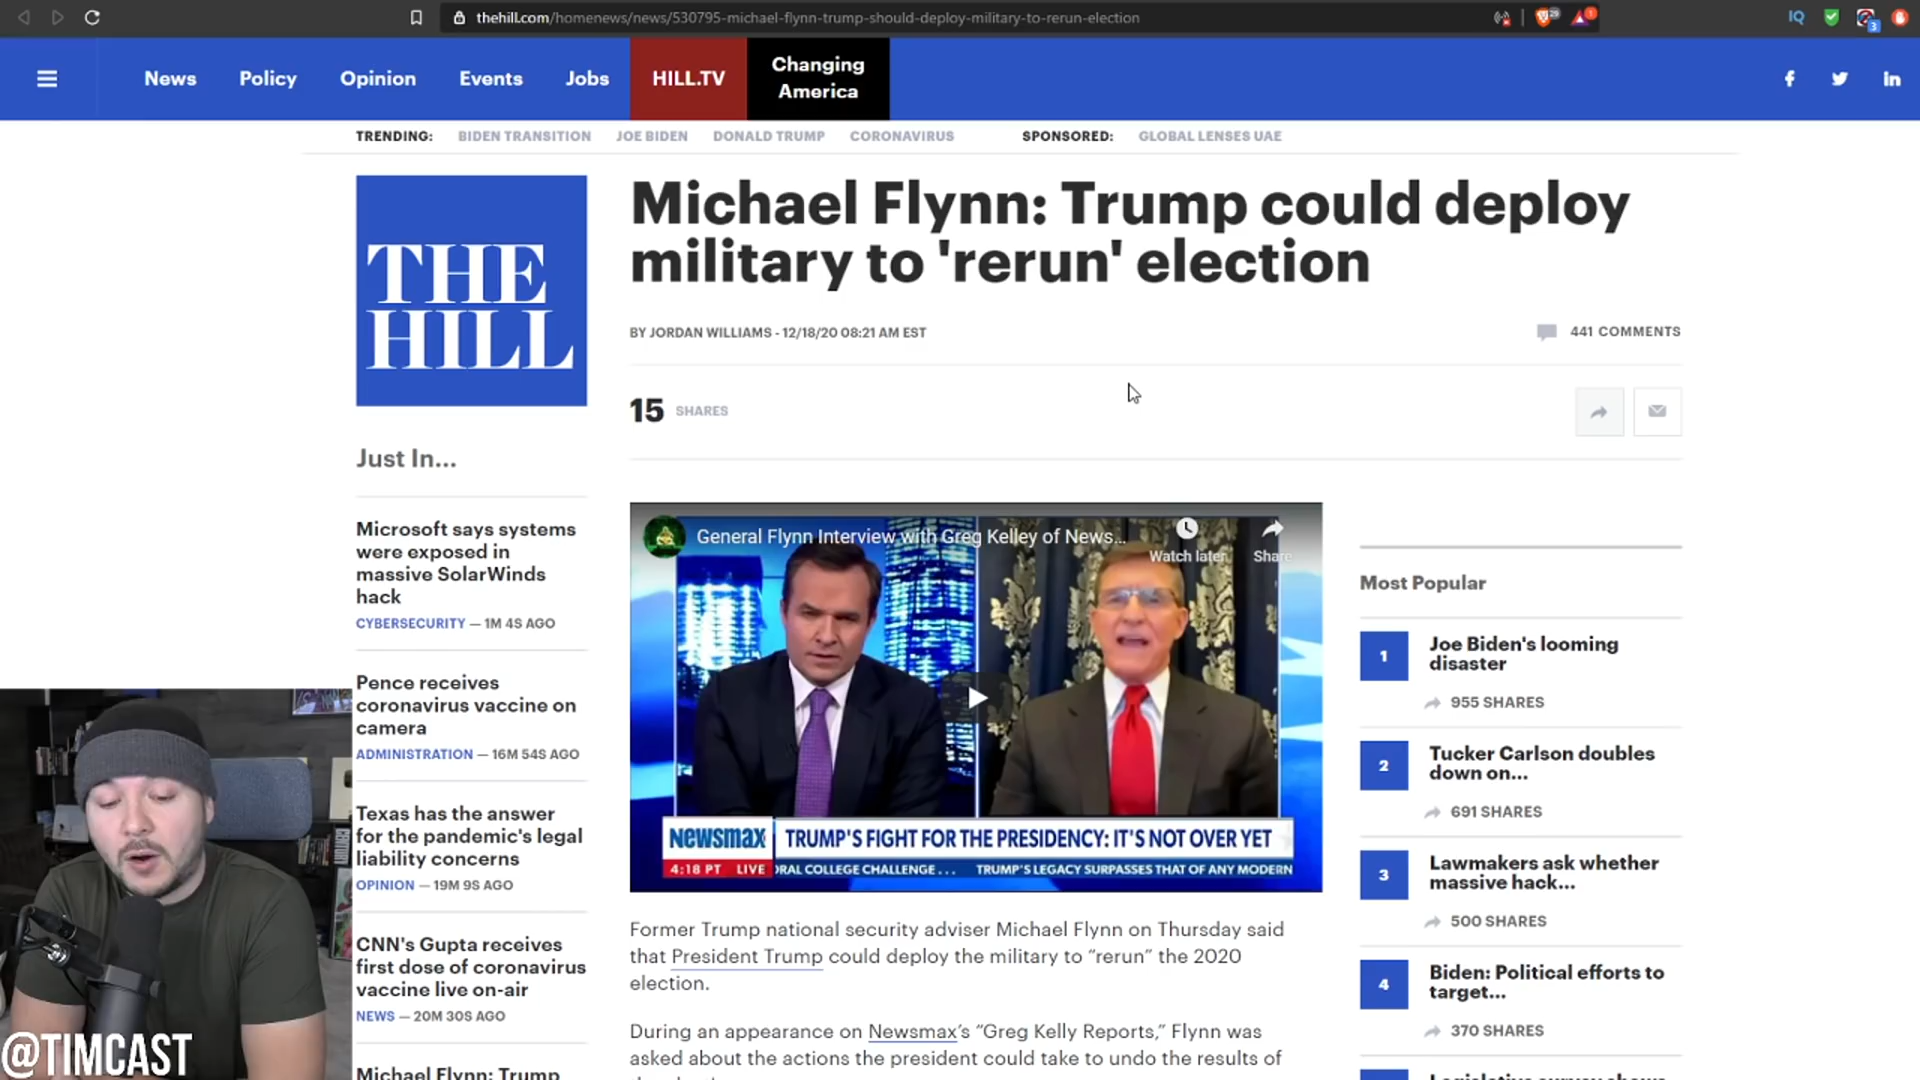 thehill.com/homenews/news/530795-michael-flynn-trump-should-deploy-military-to-rerun-election
IQ
3
News
Policy
Opinion
Events
Jobs
HILL.TV
Changing
America
TRENDING:
BIDEN TRANSITION
JOE BIDEN
DONALD TRUMP
CORONAVIRUS
SPONSORED:
GLOBAL LENSES UAE
THE
HILL
Michael Flynn: Trump could deploy
military to 'rerun' election
BY JORDAN WILLIAMS - 12/18/20 08:21 AM EST
441 COMMENTS
15 SHARES
Just In...
Microsoft says systems
were exposed in
massive SolarWinds
hack
CYBERSECURITY — 1M 4S AGO
Pence receives
coronavirus vaccine on
camera
ADMINISTRATION — 16M 54S AGO
Texas has the answer
for the pandemic's legal
liability concerns
OPINION — 19M 9S AGO
CNN's Gupta receives
first dose of coronavirus
vaccine live on-air
NEWS — 20M 30S AGO
Michael Flynn: Trump
General Flynn Interview with Greg Kelley of News...
Watch later
Share
newsmax
TRUMP'S FIGHT FOR THE PRESIDENCY: IT'S NOT OVER YET
4:18 PT LIVE
ORAL COLLEGE CHALLENGE . . . TRUMP'S LEGACY SURPASSES THAT OF ANY MODERN
Former Trump national security adviser Michael Flynn on Thursday said
that President Trump could deploy the military to “rerun” the 2020
election.
During an appearance on Newsmax’s “Greg Kelly Reports,” Flynn was
asked about the actions the president could take to undo the results of
Most Popular
1
Joe Biden's looming
disaster
955 SHARES
2
Tucker Carlson doubles
down on...
691 SHARES
3
Lawmakers ask whether
massive hack...
500 SHARES
4
Biden: Political efforts to
target...
370 SHARES
@TIMCAST